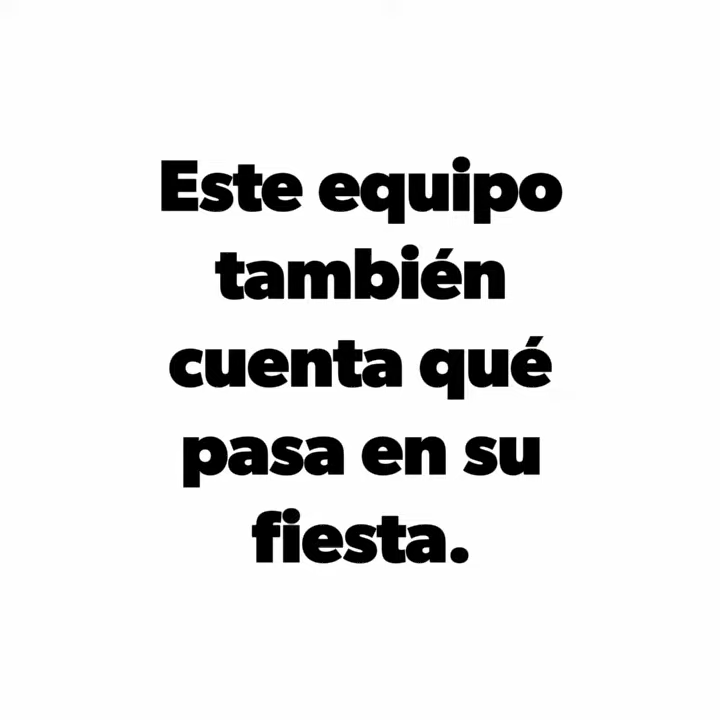 Este equipo
también
cuenta qué
pasa en su
fiesta.